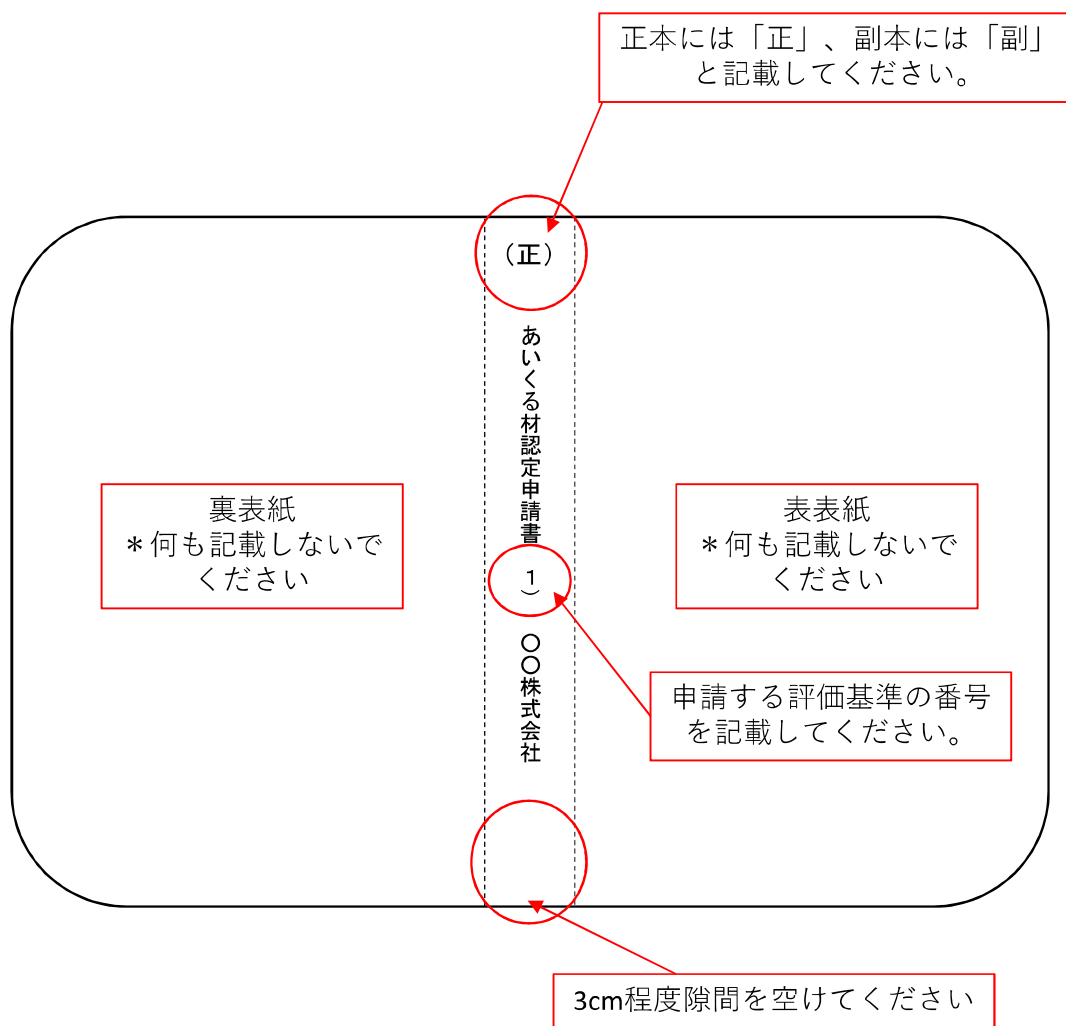 正本には「正」、副本には「副」
と記載してください。
（正）
あいくる材認定申請書
１）
〇〇株式会社
裏表紙
＊何も記載しないで
ください
表表紙
＊何も記載しないで
ください
申請する評価基準の番号
を記載してください。
3cm程度隙間を空けてください